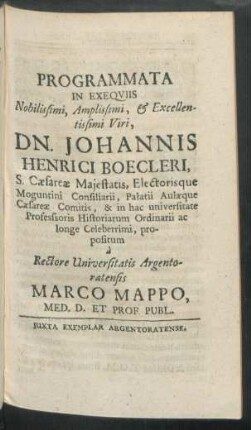 PROGRAMMATA
IN EXEQVIIS
Nobilissimi, Amplissimi, & Excellen-
tissimi Viri,
DN. JOHANNIS
HENRICI BOECLERI,
S. Cæsareæ Majestatis, Electorisque
Moguntini Consiliarii, Palatii Aulæque
Cæsareæ Comitis, & in hac universitate
Professioris Historiarum Ordinarii ac
longe Celeberrimi, pro-
positum
à
Rectore Universitatis Argento-
ratensis
MARCO MAPPO,
MED. D. ET PROF PUBL.
JUXTA EXEMPLAR ARGENTORATENSE.